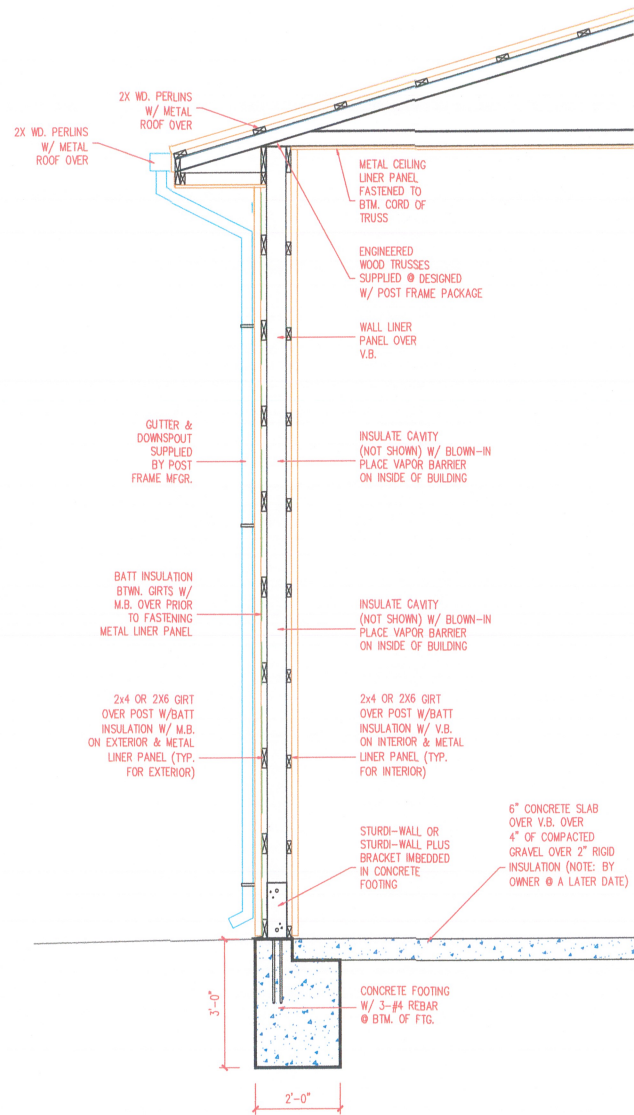 2X WD. PERLINS
W/ METAL
ROOF OVER
2X WD. PERLINS
W/ METAL
ROOF OVER
METAL CEILING
LINER PANEL
FASTENED TO
BTM. CORD OF
TRUSS
ENGINEERED
WOOD TRUSSES
SUPPLIED @ DESIGNED
W/ POST FRAME PACKAGE
WALL LINER
PANEL OVER
V.B.
GUTTER &
DOWNSPOUT
SUPPLIED
BY POST
FRAME MFGR.
INSULATE CAVITY
(NOT SHOWN) W/ BLOWN-IN
PLACE VAPOR BARRIER
ON INSIDE OF BUILDING
BATT INSULATION
BTWN. GIRTS W/
M.B. OVER PRIOR
TO FASTENING
METAL LINER PANEL
INSULATE CAVITY
(NOT SHOWN) W/ BLOWN-IN
PLACE VAPOR BARRIER
ON INSIDE OF BUILDING
2x4 OR 2X6 GIRT
OVER POST W/BATT
INSULATION W/ M.B.
ON EXTERIOR & METAL
LINER PANEL (TYP.
FOR EXTERIOR)
2x4 OR 2X6 GIRT
OVER POST W/BATT
INSULATION W/ V.B.
ON INTERIOR & METAL
LINER PANEL (TYP.
FOR INTERIOR)
STURDI-WALL OR
STURDI-WALL PLUS
BRACKET IMBEDDED
IN CONCRETE
FOOTING
6" CONCRETE SLAB
OVER V.B. OVER
4" OF COMPACTED
GRAVEL OVER 2" RIGID
INSULATION (NOTE: BY
OWNER @ A LATER DATE)
3'-0"
CONCRETE FOOTING
W/ 3-#4 REBAR
@ BTM. OF FTG.
2'-0"